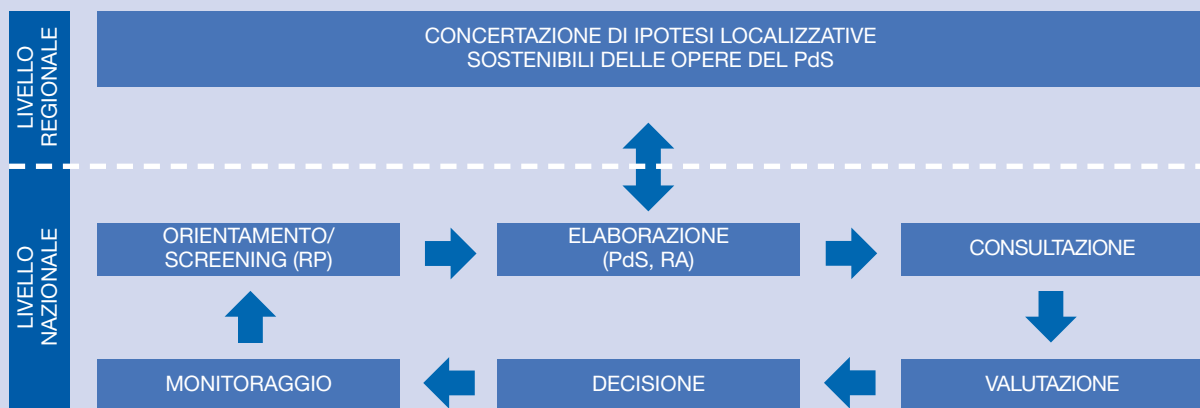 LIVELLO
REGIONALE
CONCERTAZIONE DI IPOTESI LOCALIZZATIVE
SOSTENIBILI DELLE OPERE DEL PdS
LIVELLO
NAZIONALE
ORIENTAMENTO/
SCREENING (RP)
ELABORAZIONE
(PdS, RA)
CONSULTAZIONE
MONITORAGGIO
DECISIONE
VALUTAZIONE